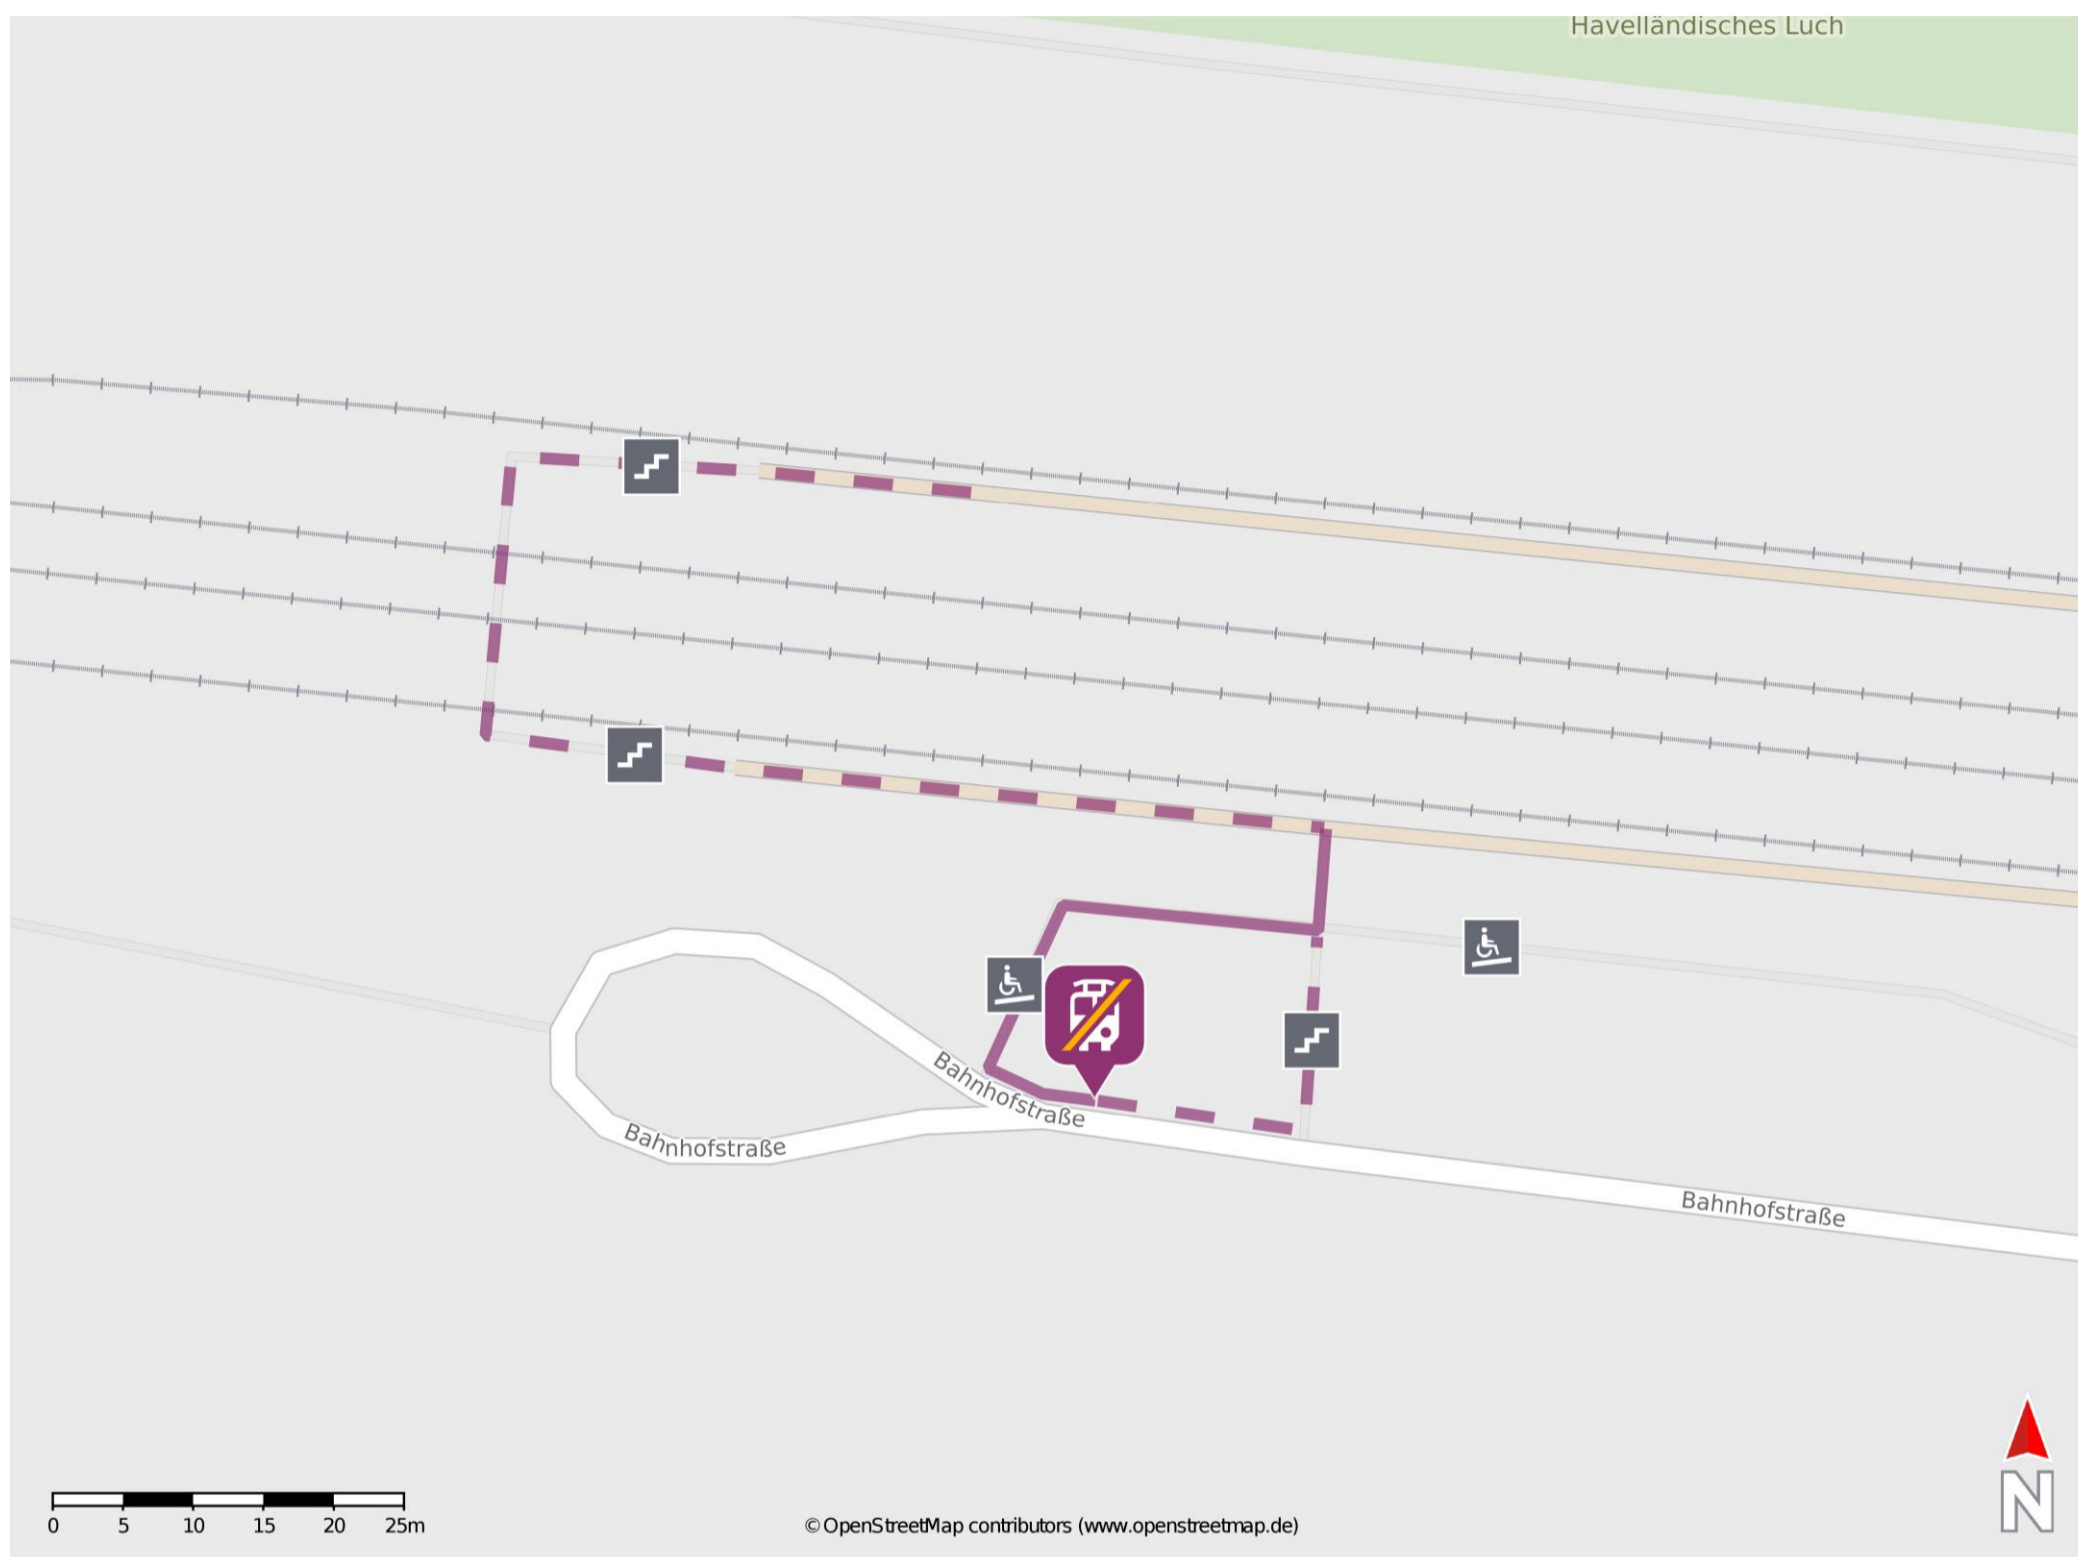 Havelländisches Luch
Bahnhofstraße
Bahnhofstraße
Bahnhofstraße
0 5 10 15 20 25m
© OpenStreetMap contributors (www.openstreetmap.de)
N